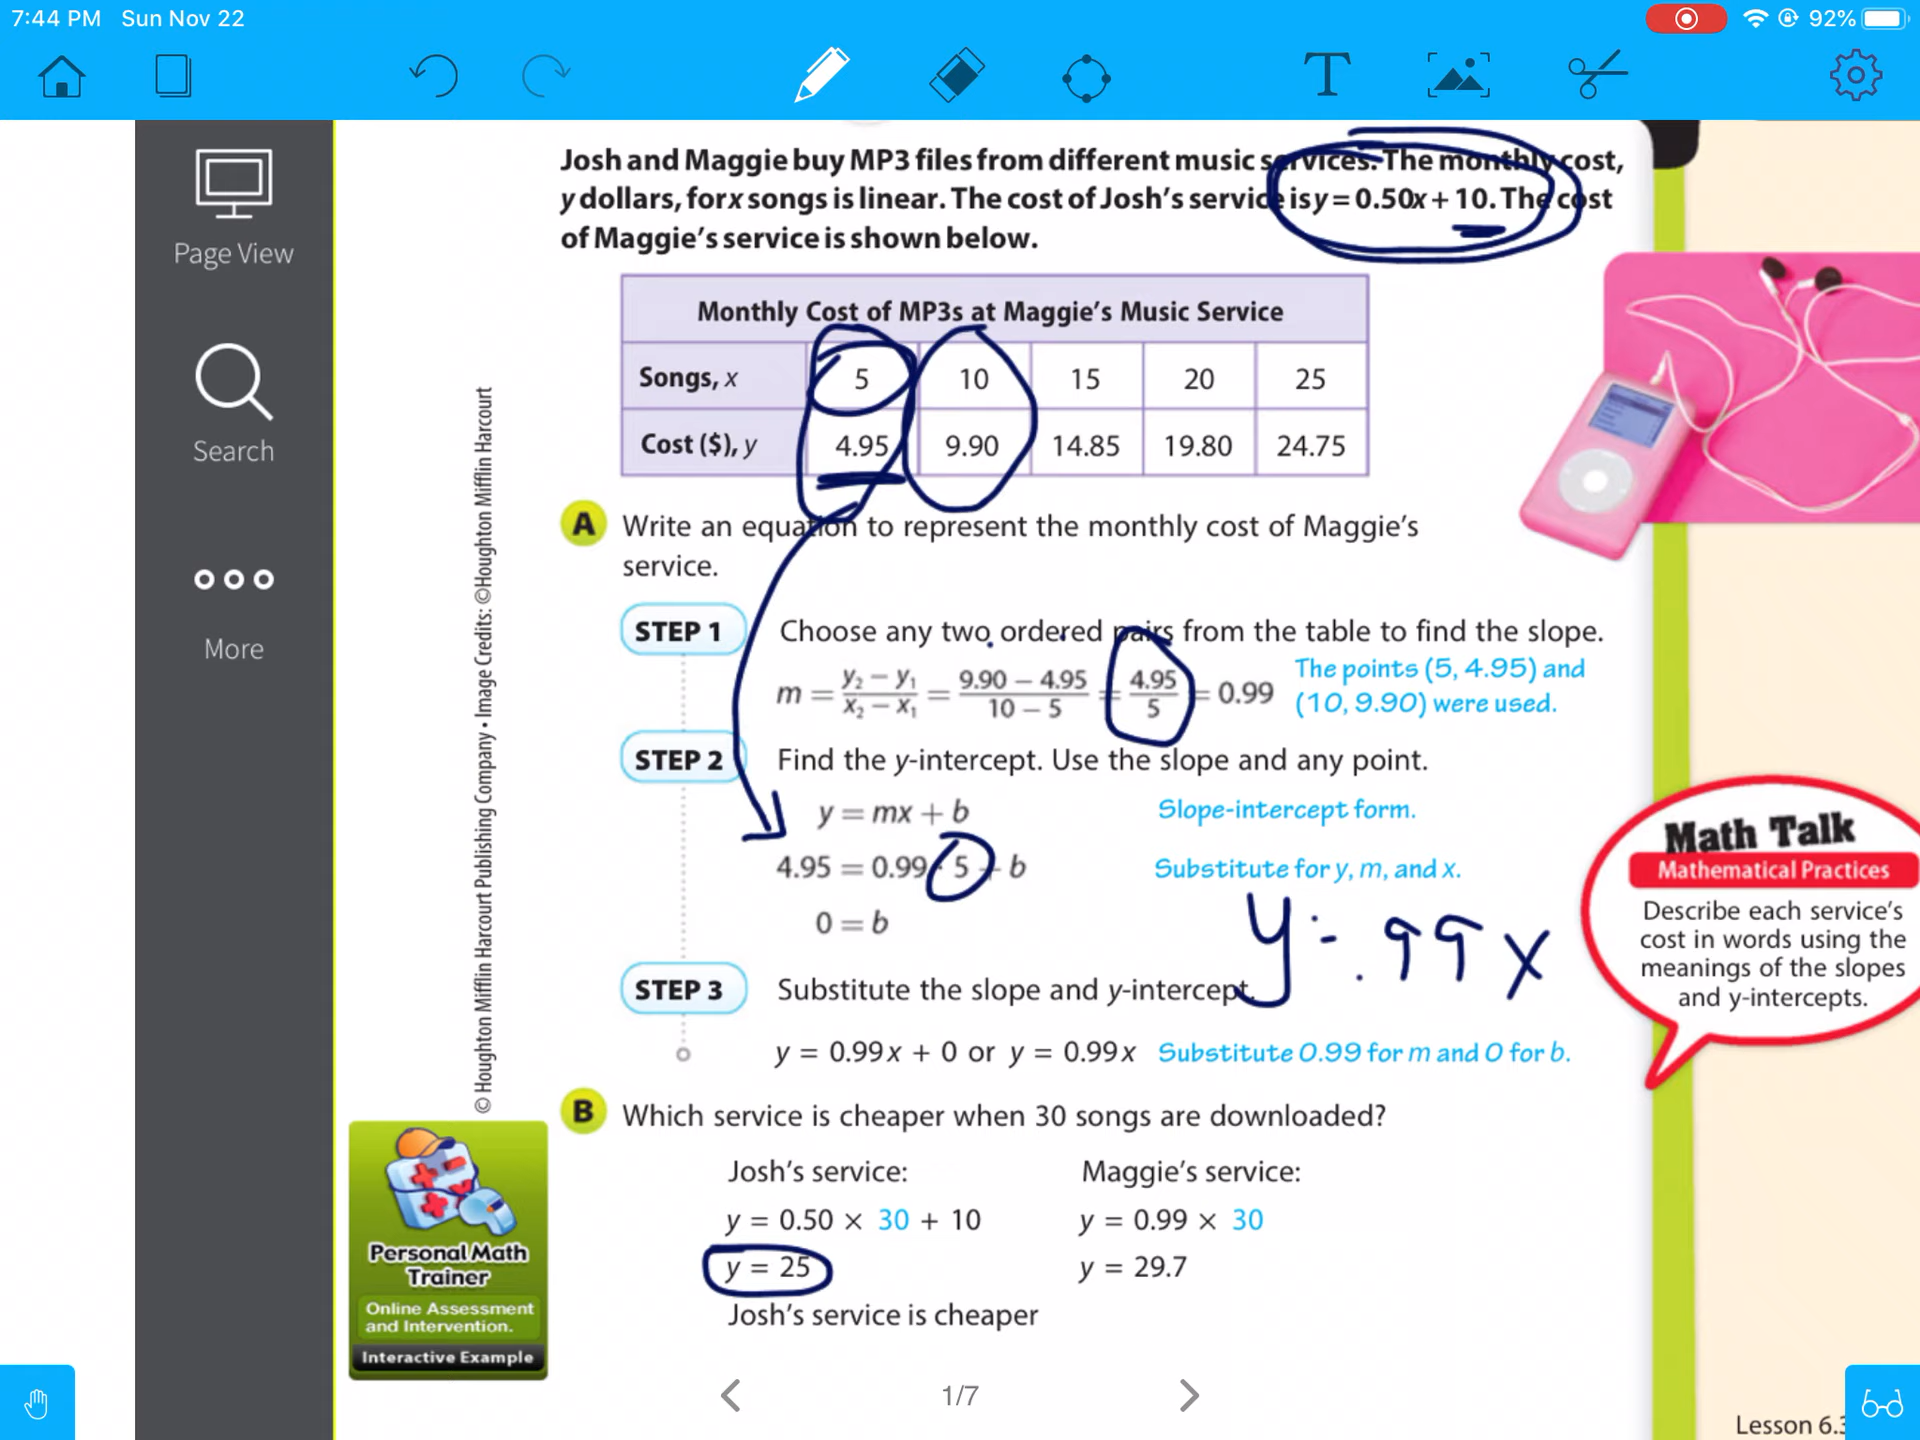 7:44 PM Sun Nov 22
92%
Page View
Search
More
Josh and Maggie buy MP3 files from different music services. The monthly cost,
y dollars, for x songs is linear. The cost of Josh's service is y = 0.50x + 10. The cost
of Maggie's service is shown below.
Monthly Cost of MP3s at Maggie's Music Service
Songs, x 5 10 15 20 25
Cost ($), y 4.95 9.90 14.85 19.80 24.75
© Houghton Mifflin Harcourt Publishing Company • Image Credits: ©Houghton Mifflin Harcourt
A Write an equation to represent the monthly cost of Maggie's
service.
STEP 1 Choose any two ordered pairs from the table to find the slope.
m = (y₂ − y₁)/(x₂ − x₁) = (9.90 − 4.95)/(10 − 5) = 4.95/5 = 0.99
The points (5, 4.95) and
(10, 9.90) were used.
STEP 2 Find the y-intercept. Use the slope and any point.
y = mx + b Slope-intercept form.
4.95 = 0.99 · 5 + b Substitute for y, m, and x.
0 = b
y = .99x
STEP 3 Substitute the slope and y-intercept.
y = 0.99x + 0 or y = 0.99x Substitute 0.99 for m and 0 for b.
Math Talk
Mathematical Practices
Describe each service's
cost in words using the
meanings of the slopes
and y-intercepts.
B Which service is cheaper when 30 songs are downloaded?
Josh's service: Maggie's service:
y = 0.50 × 30 + 10 y = 0.99 × 30
y = 25 y = 29.7
Josh's service is cheaper
Personal Math
Trainer
Online Assessment
and Intervention.
Interactive Example
1/7
Lesson 6.3
T